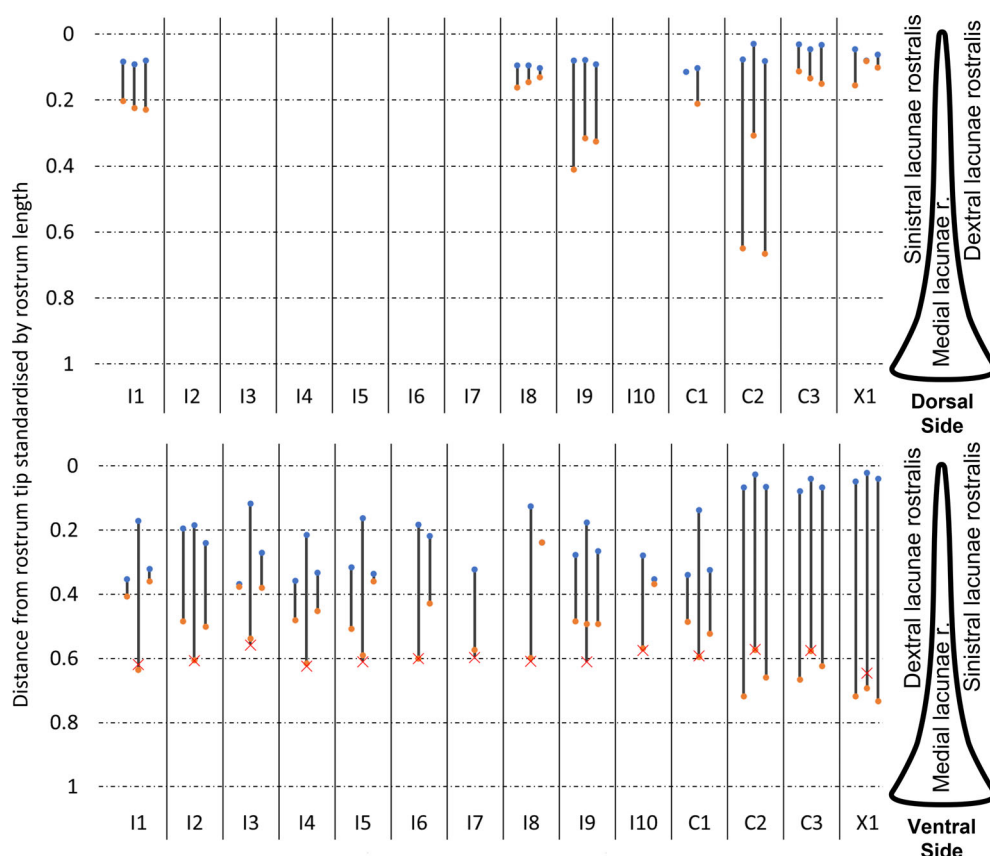 Distance from rostrum tip standardised by rostrum length
0
0.2
0.4
0.6
0.8
1
I1 I2 I3 I4 I5 I6 I7 I8 I9 I10 C1 C2 C3 X1
Sinistral lacunae rostralis
Medial lacunae r.
Dextral lacunae rostralis
Dorsal
Side
0
0.2
0.4
0.6
0.8
1
I1 I2 I3 I4 I5 I6 I7 I8 I9 I10 C1 C2 C3 X1
Dextral lacunae rostralis
Medial lacunae r.
Sinistral lacunae rostralis
Ventral
Side